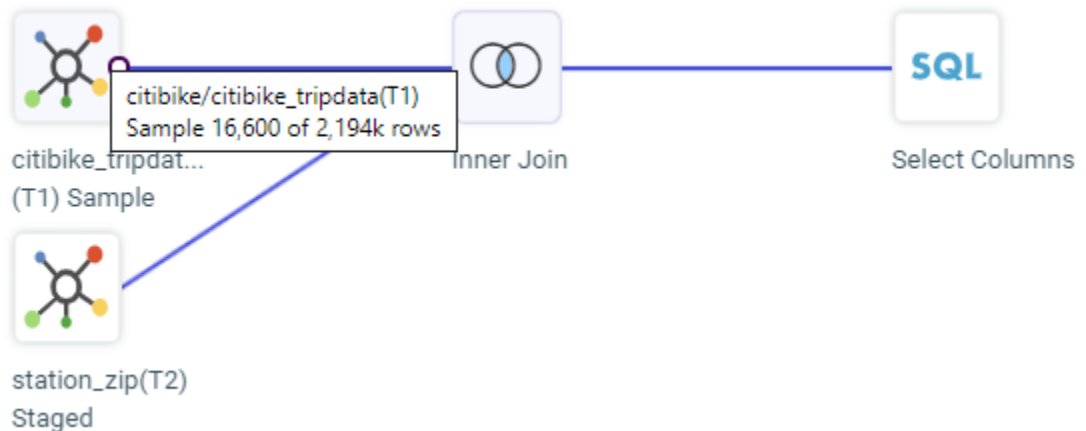 SQL
citibike/citibike_tripdata(T1)
Sample 16,600 of 2,194k rows
citibike_tripdat...
(T1) Sample
Inner Join
Select Columns
station_zip(T2)
Staged